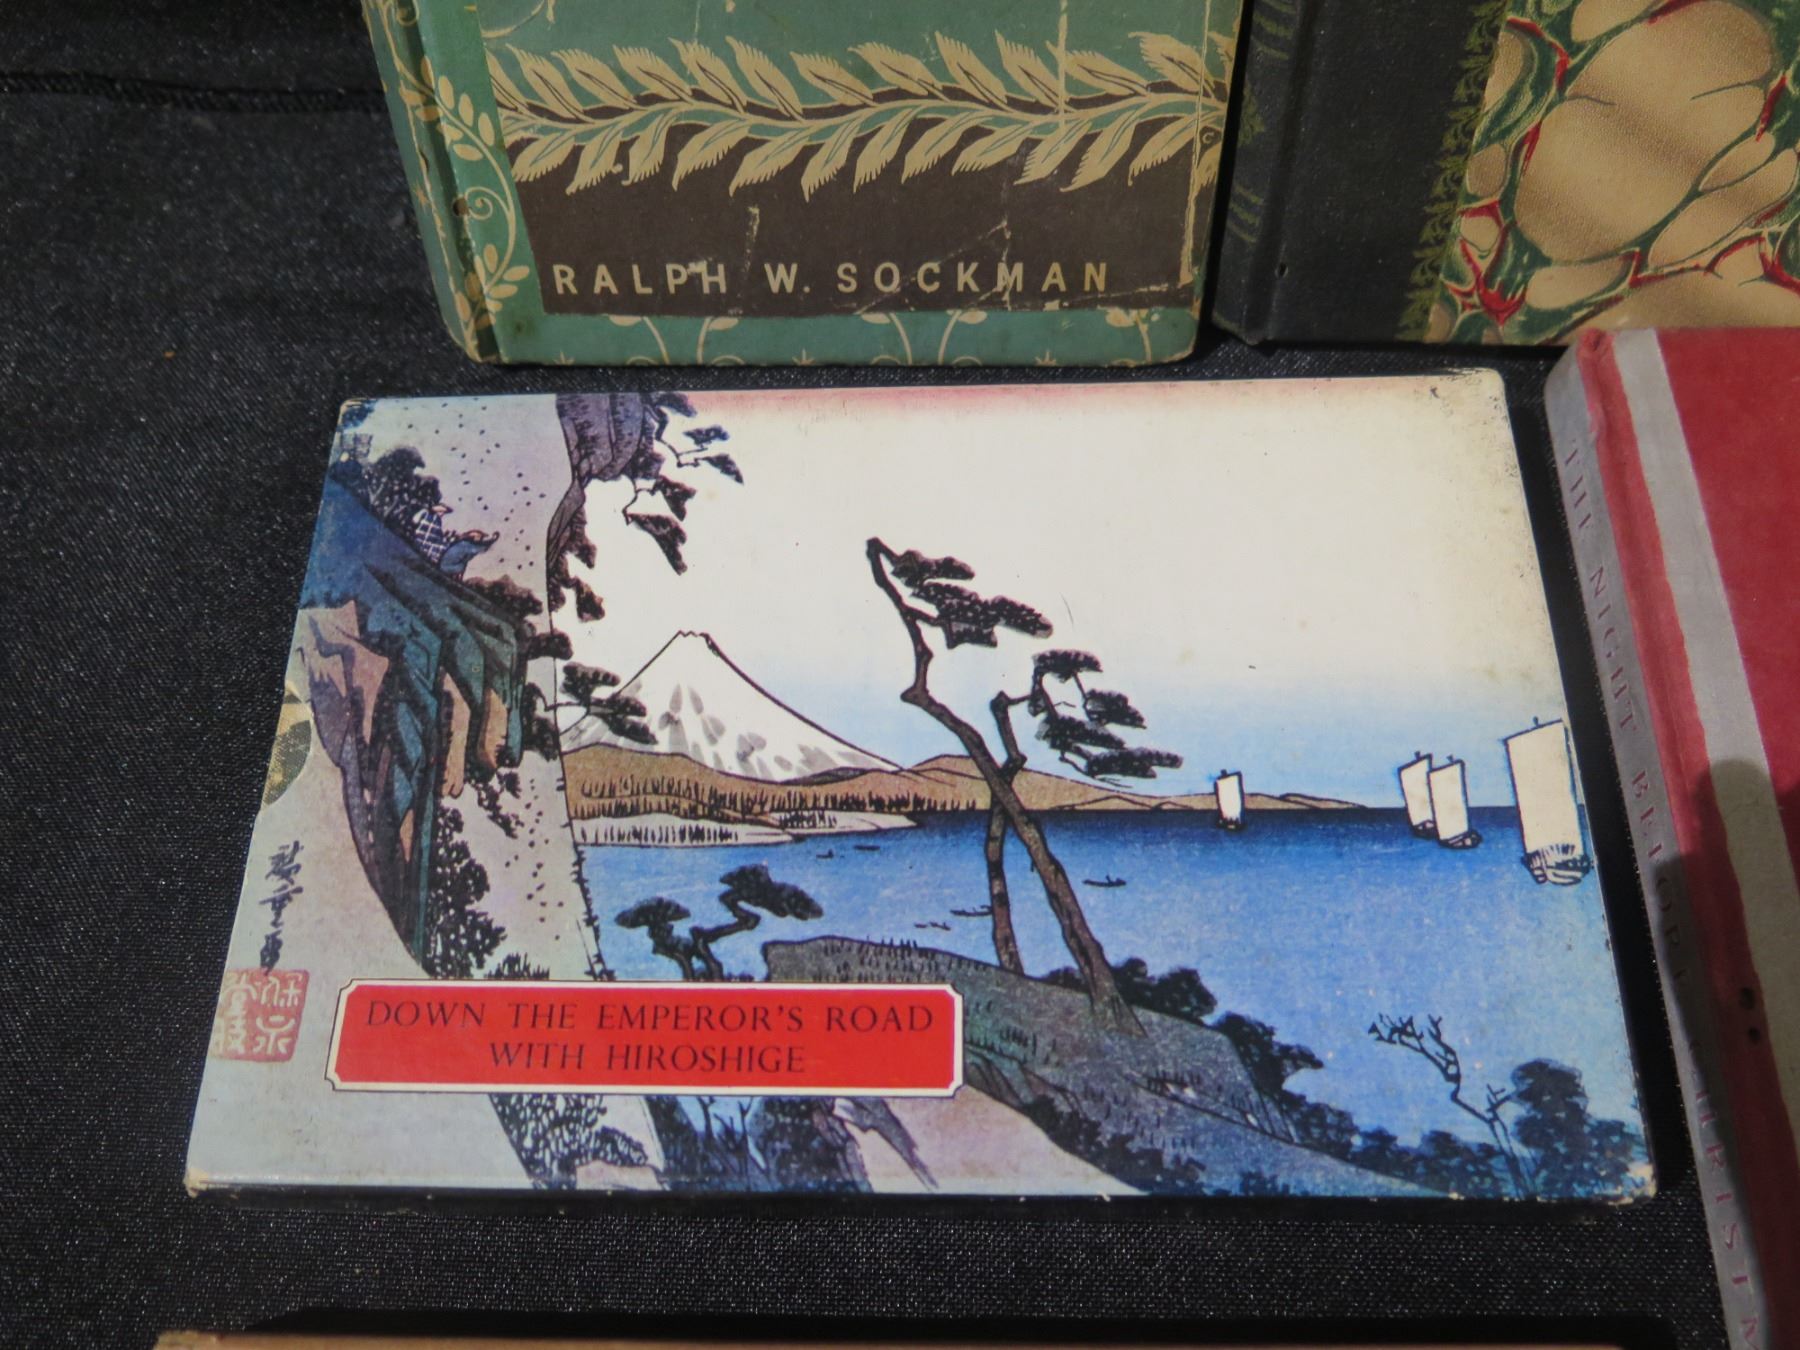 RALPH W. SOCKMAN
DOWN THE EMPEROR'S ROAD
WITH HIROSHIGE
THE NIGHT BEFORE CHRISTM